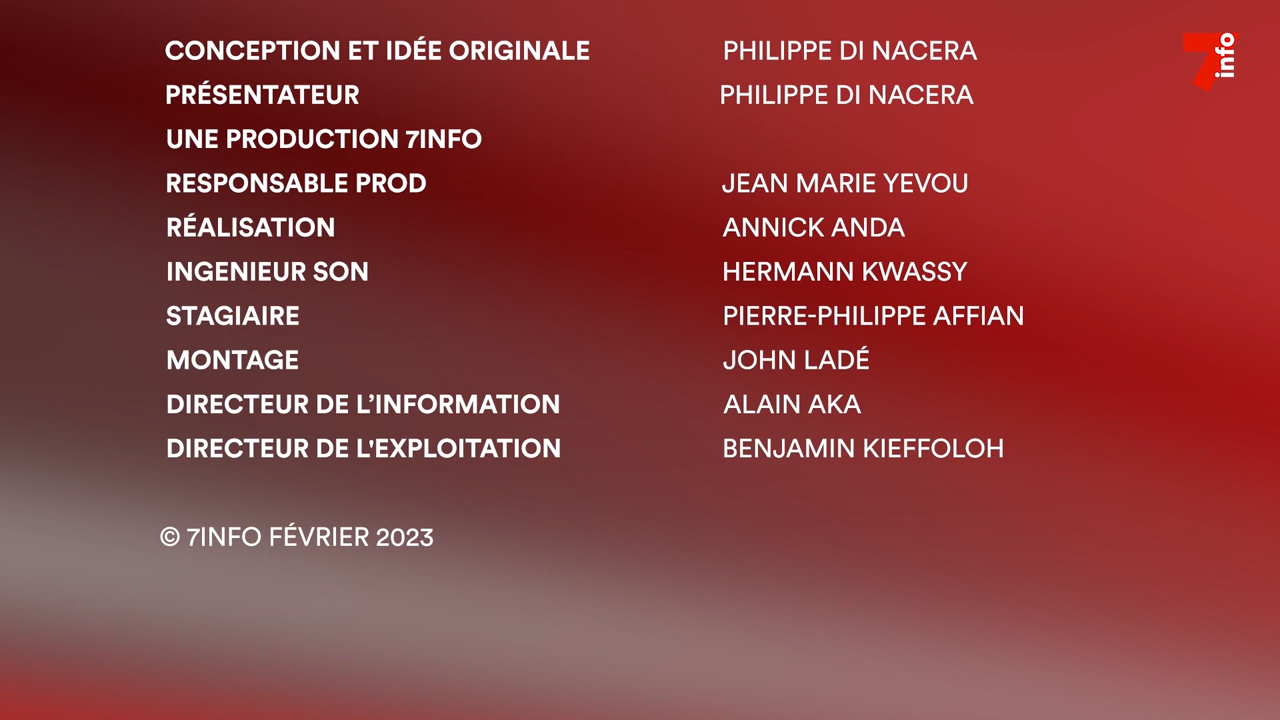 CONCEPTION ET IDÉE ORIGINALE PHILIPPE DI NACERA
PRÉSENTATEUR PHILIPPE DI NACERA
UNE PRODUCTION 7INFO
RESPONSABLE PROD JEAN MARIE YEVOU
RÉALISATION ANNICK ANDA
INGENIEUR SON HERMANN KWASSY
STAGIAIRE PIERRE-PHILIPPE AFFIAN
MONTAGE JOHN LADÉ
DIRECTEUR DE L’INFORMATION ALAIN AKA
DIRECTEUR DE L'EXPLOITATION BENJAMIN KIEFFOLOH
© 7INFO FÉVRIER 2023
7info